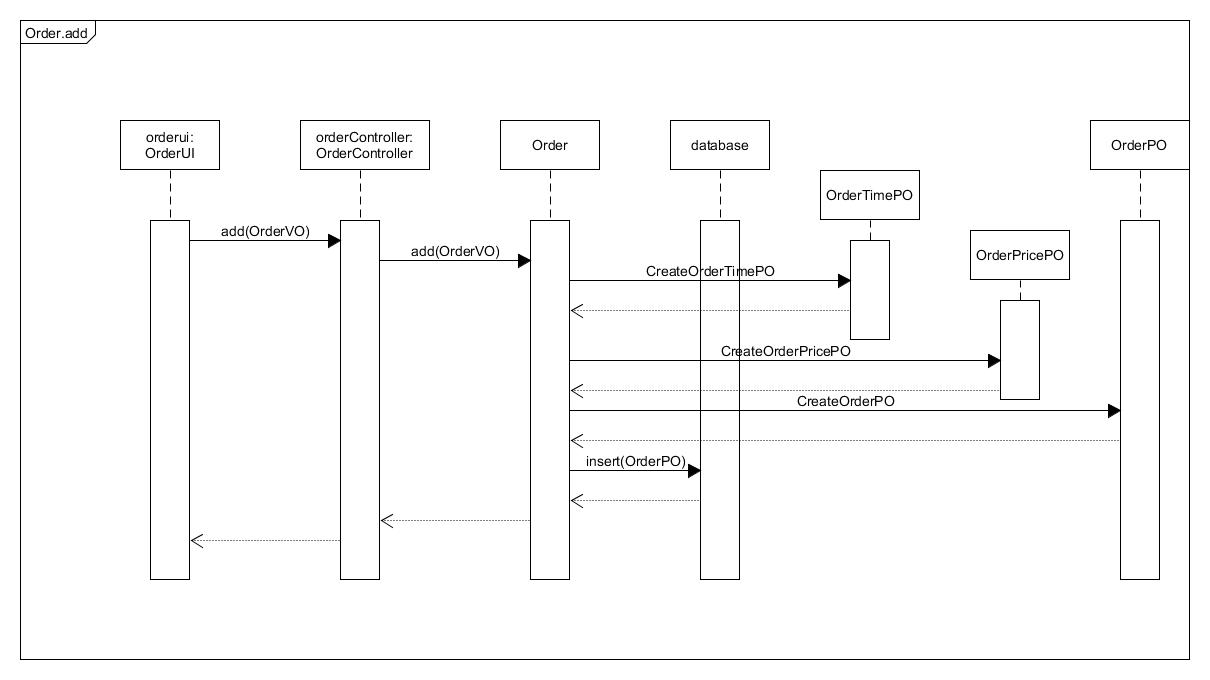 Order.add
orderui:
OrderUI
orderController:
OrderController
Order
database
OrderPO
OrderTimePO
OrderPricePO
add(OrderVO)
add(OrderVO)
CreateOrderTimePO
CreateOrderPricePO
CreateOrderPO
insert(OrderPO)